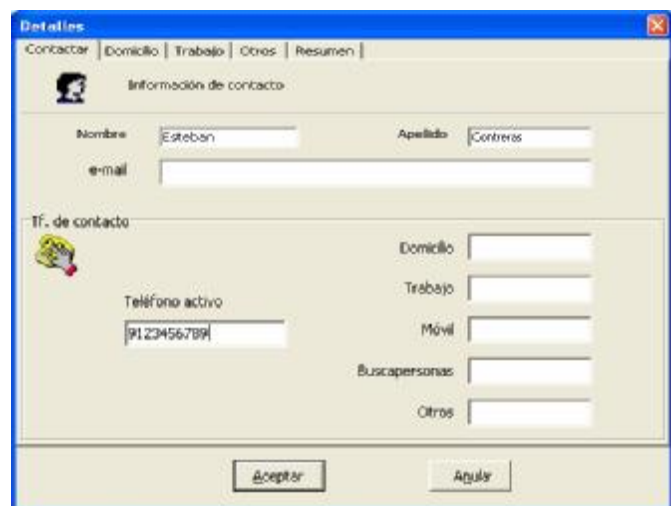 Detalles
Contactar Domicilio Trabajo Otros Resumen
Información de contacto
Nombre Esteban Apellido Contreras
e-mail
Tf. de contacto
Domicilio
Trabajo
Teléfono activo
9123456789
Móvil
Buscapersonas
Otros
Aceptar Anular